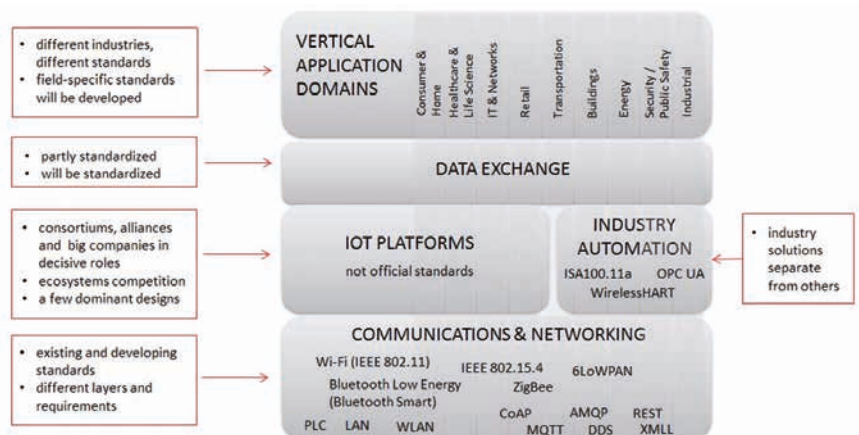 • different industries,
different standards
• field-specific standards
will be developed
VERTICAL
APPLICATION
DOMAINS
Consumer &
Home
Healthcare &
Life Science
IT & Networks
Retail
Transportation
Buildings
Energy
Security /
Public Safety
Industrial
• partly standardized
• will be standardized
DATA EXCHANGE
• consortiums, alliances
and big companies in
decisive roles
• ecosystems competition
• a few dominant designs
IOT PLATFORMS
not official standards
INDUSTRY
AUTOMATION
ISA100.11a OPC UA
WirelessHART
• industry
solutions
separate
from others
• existing and developing
standards
• different layers and
requirements
COMMUNICATIONS & NETWORKING
Wi-Fi (IEEE 802.11) IEEE 802.15.4 6LoWPAN
Bluetooth Low Energy ZigBee
(Bluetooth Smart)
CoAP AMQP REST
PLC LAN WLAN MQTT DDS XMLL